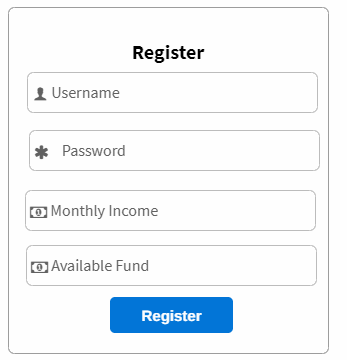 Register
Username
Password
Monthly Income
Available Fund
Register